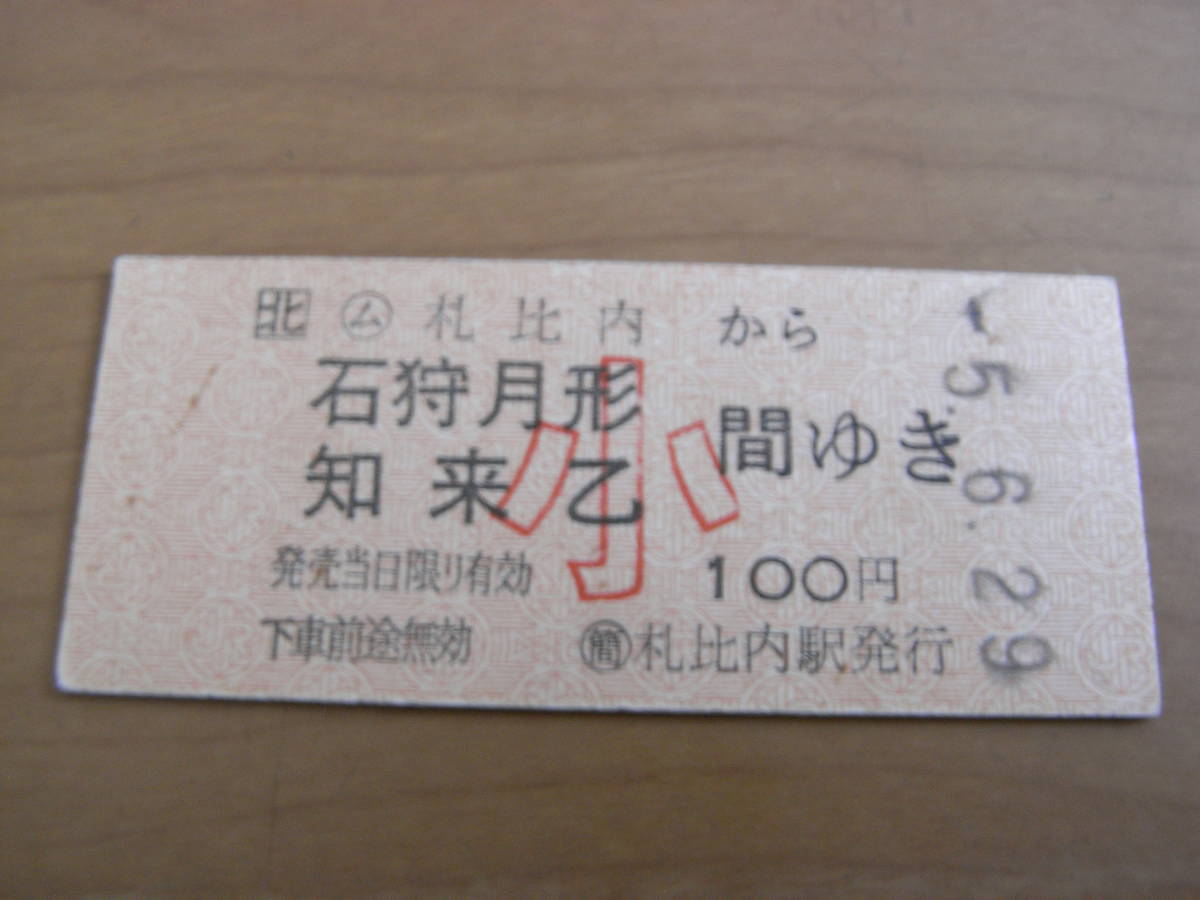 北 ム 札比内 から
石狩月形
知来乙
間ゆき
小
発売当日限り有効 100円
下車前途無効 簡 札比内駅発行
-5.6.29